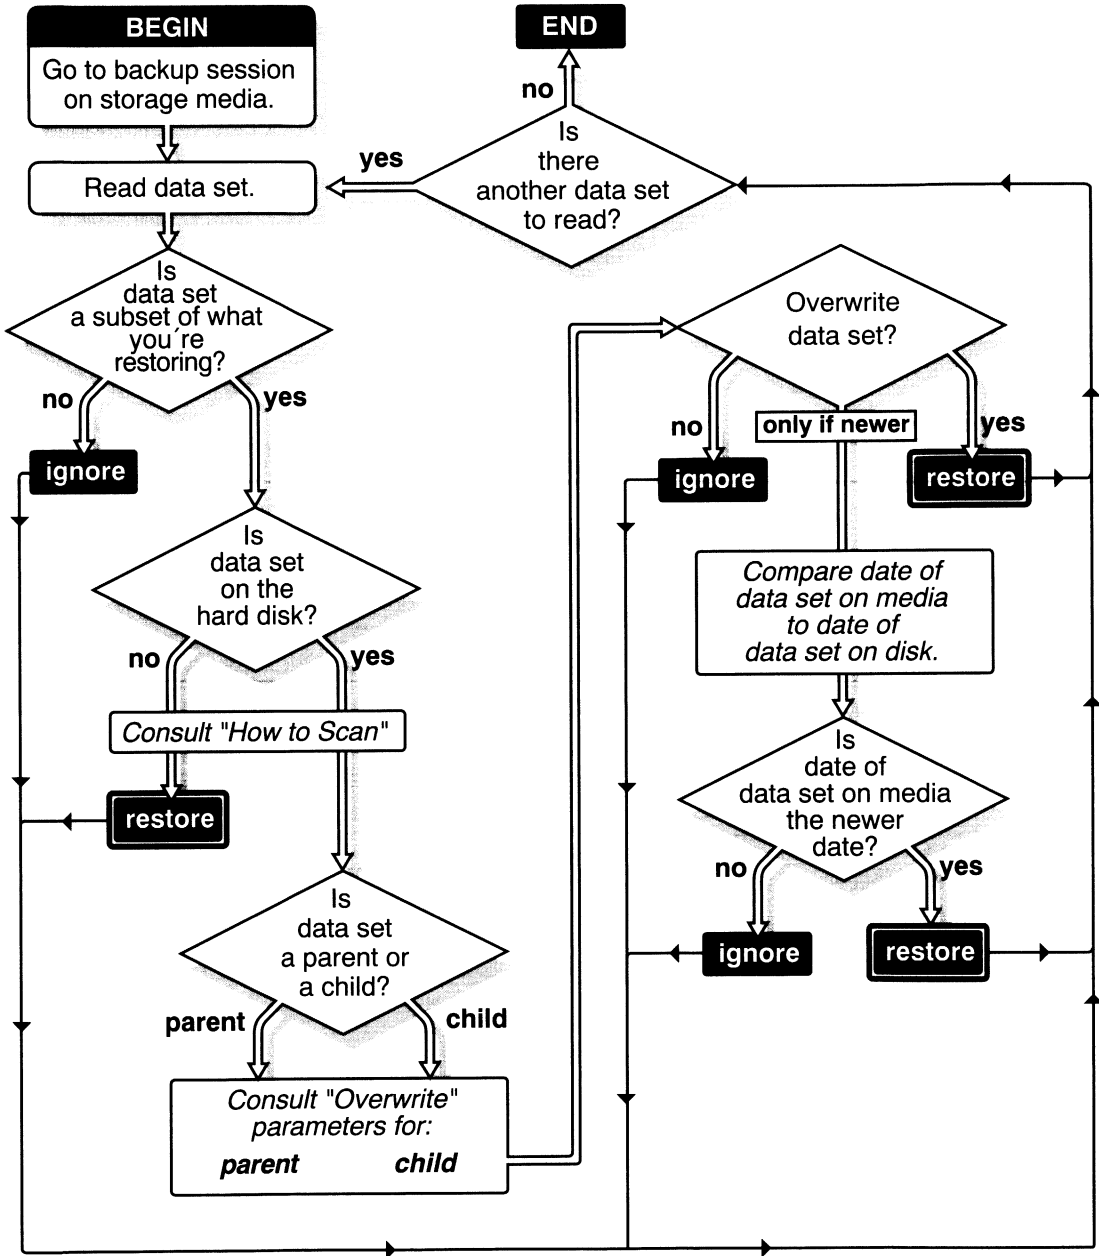 BEGIN
Go to backup session
on storage media.
Read data set.
Is
data set
a subset of what
you´re
restoring?
no
yes
ignore
Is
data set
on the
hard disk?
no
yes
Consult "How to Scan"
restore
Is
data set
a parent or
a child?
parent
child
Consult "Overwrite"
parameters for:
parent child
END
no
Is
there
another data set
to read?
yes
Overwrite
data set?
no
only if newer
yes
ignore
restore
Compare date of
data set on media
to date of
data set on disk.
Is
date of
data set on media
the newer
date?
no
yes
ignore
restore